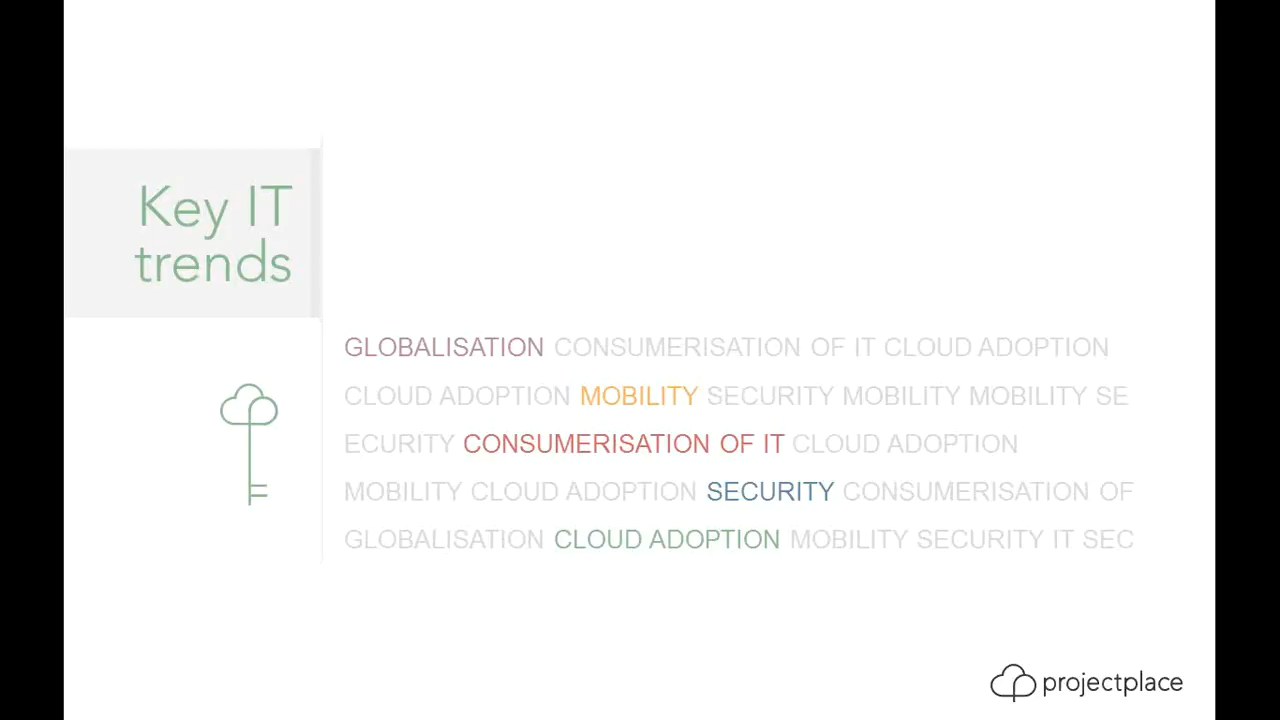 Key IT
trends
GLOBALISATION CONSUMERISATION OF IT CLOUD ADOPTION
CLOUD ADOPTION MOBILITY SECURITY MOBILITY MOBILITY SE
ECURITY CONSUMERISATION OF IT CLOUD ADOPTION
MOBILITY CLOUD ADOPTION SECURITY CONSUMERISATION OF
GLOBALISATION CLOUD ADOPTION MOBILITY SECURITY IT SEC
projectplace